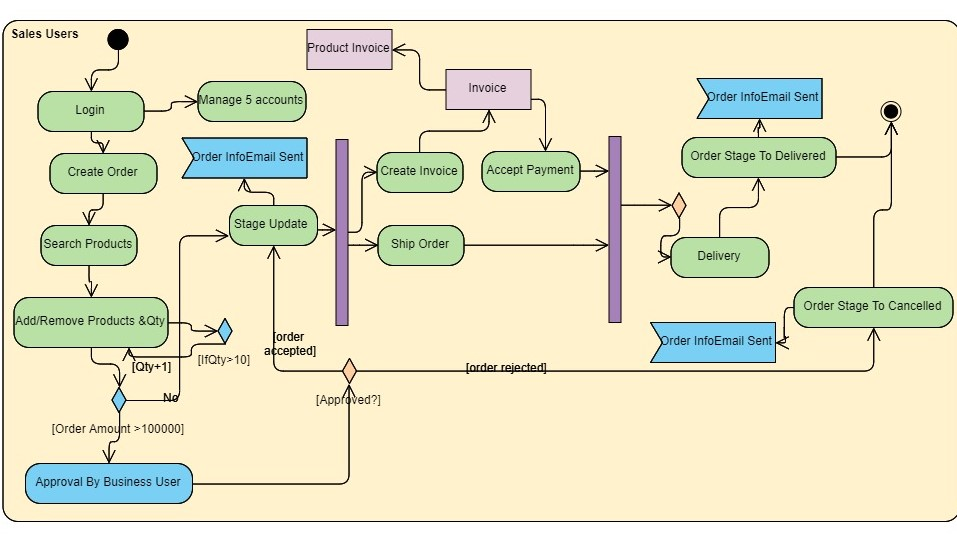 Sales Users
Product Invoice
Invoice
Login
Manage 5 accounts
Order InfoEmail Sent
Order InfoEmail Sent
Create Order
Create Invoice
Accept Payment
Order Stage To Delivered
Stage Update
Search Products
Ship Order
Delivery
Add/Remove Products &Qty
Order Stage To Cancelled
[order
accepted]
Order InfoEmail Sent
[IfQty>10]
[Qty+1]
[order rejected]
No
[Approved?]
[Order Amount >100000]
Approval By Business User